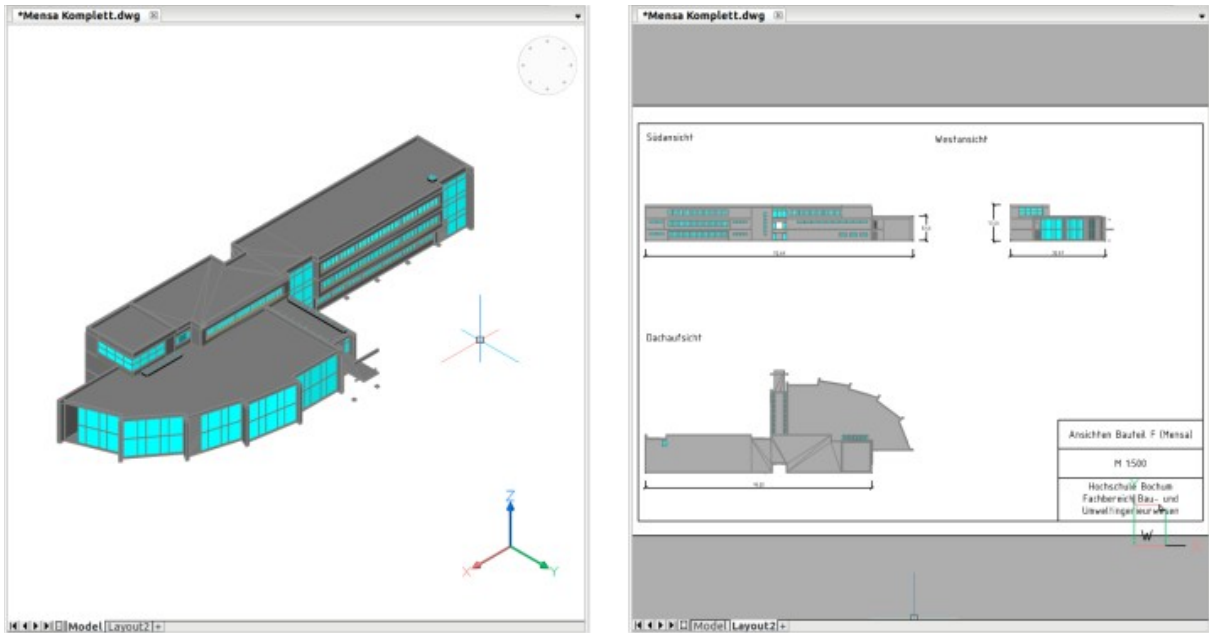 *Mensa Komplett.dwg
Z
X
Y
Model Layout2 +
*Mensa Komplett.dwg
Südansicht
Westansicht
Dachaufsicht
Ansichten Bauteil F (Mensa)
M 1:500
Hochschule Bochum
Fachbereich Bau- und
Umweltingenieurwesen
W
Model Layout2 +